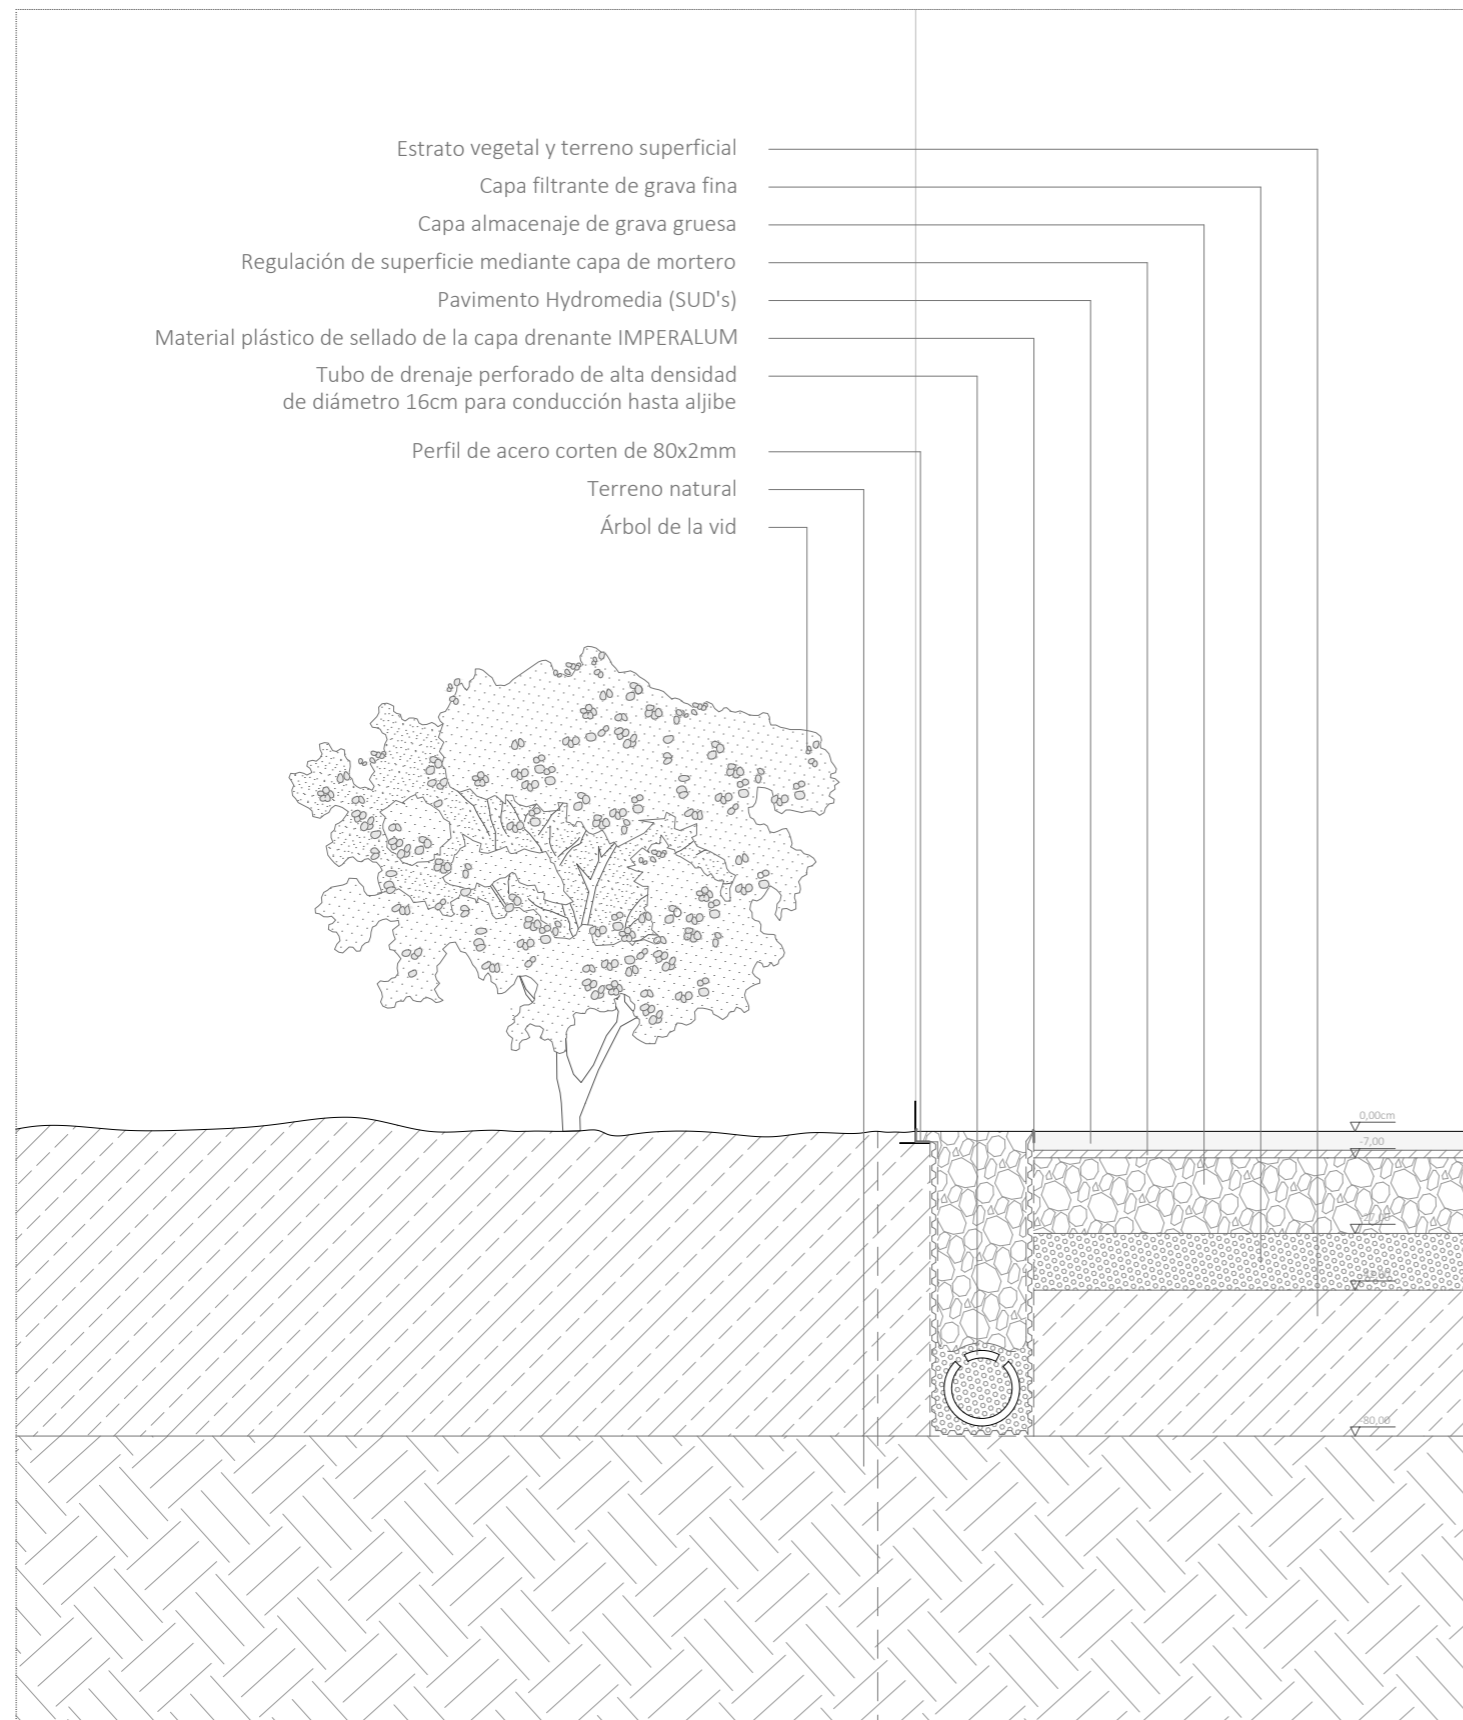 Estrato vegetal y terreno superficial
Capa filtrante de grava fina
Capa almacenaje de grava gruesa
Regulación de superficie mediante capa de mortero
Pavimento Hydromedia (SUD's)
Material plástico de sellado de la capa drenante IMPERALUM
Tubo de drenaje perforado de alta densidad
de diámetro 16cm para conducción hasta aljibe
Perfil de acero corten de 80x2mm
Terreno natural
Árbol de la vid
0,00cm
-7,00
-80,00